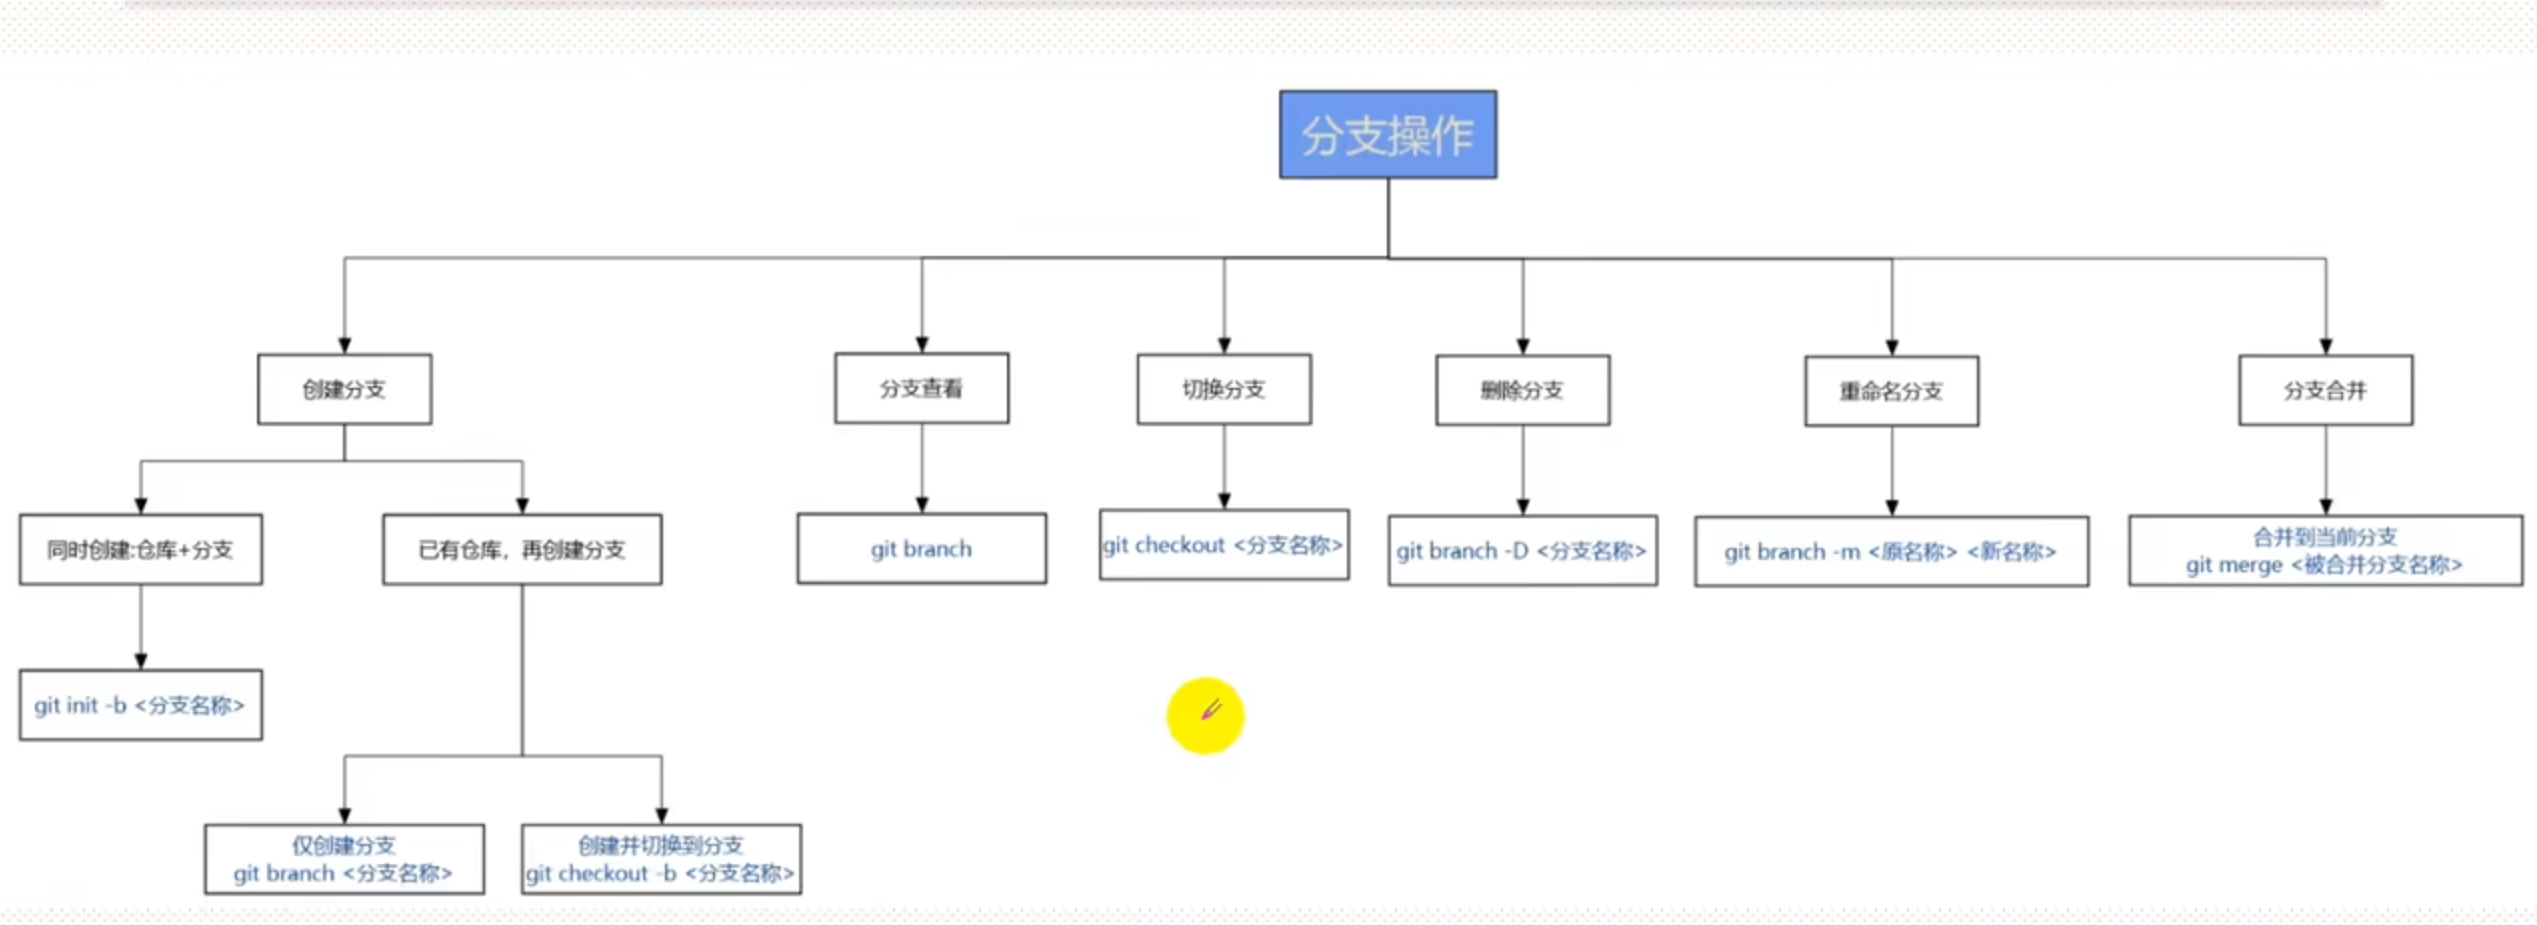 分支操作
创建分支
分支查看
切换分支
删除分支
重命名分支
分支合并
同时创建:仓库+分支
已有仓库，再创建分支
git branch
git checkout <分支名称>
git branch -D <分支名称>
git branch -m <原名称> <新名称>
合并到当前分支
git merge <被合并分支名称>
git init -b <分支名称>
仅创建分支
git branch <分支名称>
创建并切换到分支
git checkout -b <分支名称>